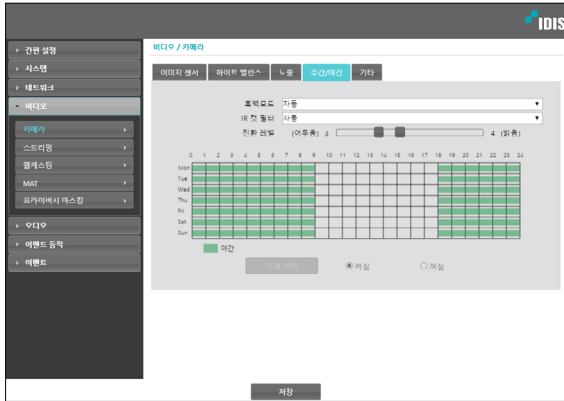 IDIS
비디오 / 카메라
간편 설정
시스템
네트워크
비디오
카메라
스트리밍
웹캐스팅
MAT
프라이버시 마스킹
오디오
이벤트 동작
이벤트
이미지 센서 화이트 밸런스 노출 주간/야간 기타
흑백모드 자동
IR 컷 필터 자동
전환 레벨 (어두움) 3 4 (밝음)
0 1 2 3 4 5 6 7 8 9 10 11 12 13 14 15 16 17 18 19 20 21 22 23 24
Mon
Tue
Wed
Thu
Fri
Sat
Sun
야간
전체 선택 켜짐 꺼짐
저장